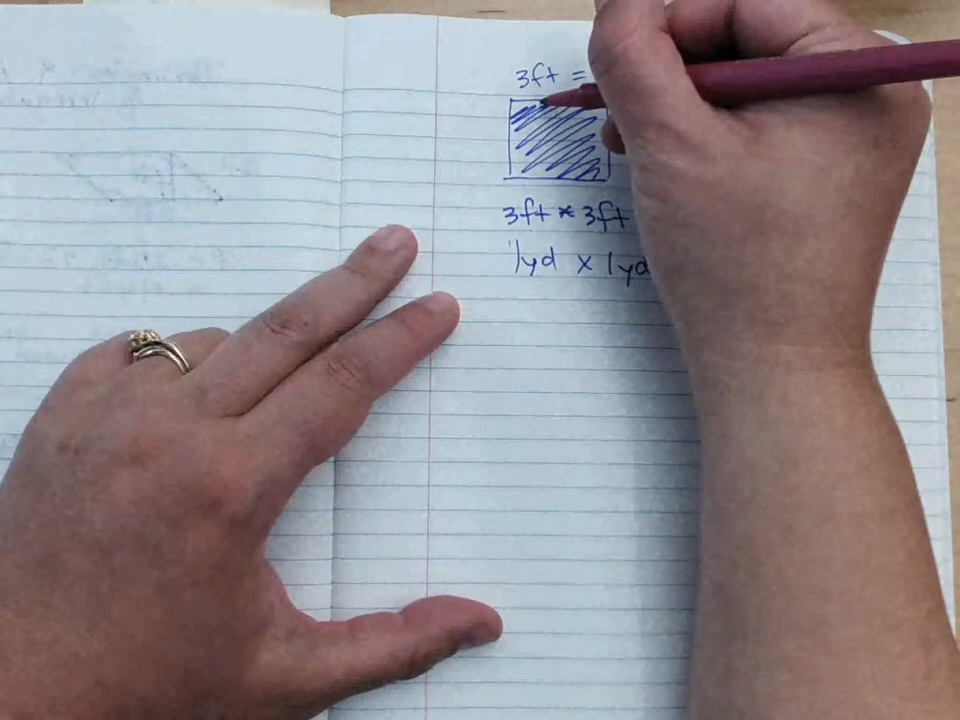 3ft =
3ft * 3ft
1yd x 1yd